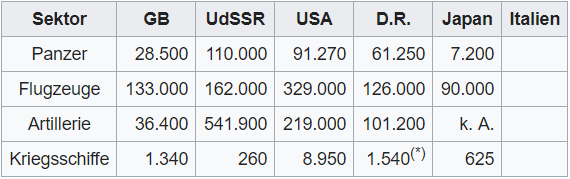 Sektor GB UdSSR USA D.R. Japan Italien
Panzer 28.500 110.000 91.270 61.250 7.200
Flugzeuge 133.000 162.000 329.000 126.000 90.000
Artillerie 36.400 541.900 219.000 101.200 k. A.
Kriegsschiffe 1.340 260 8.950 1.540(*) 625